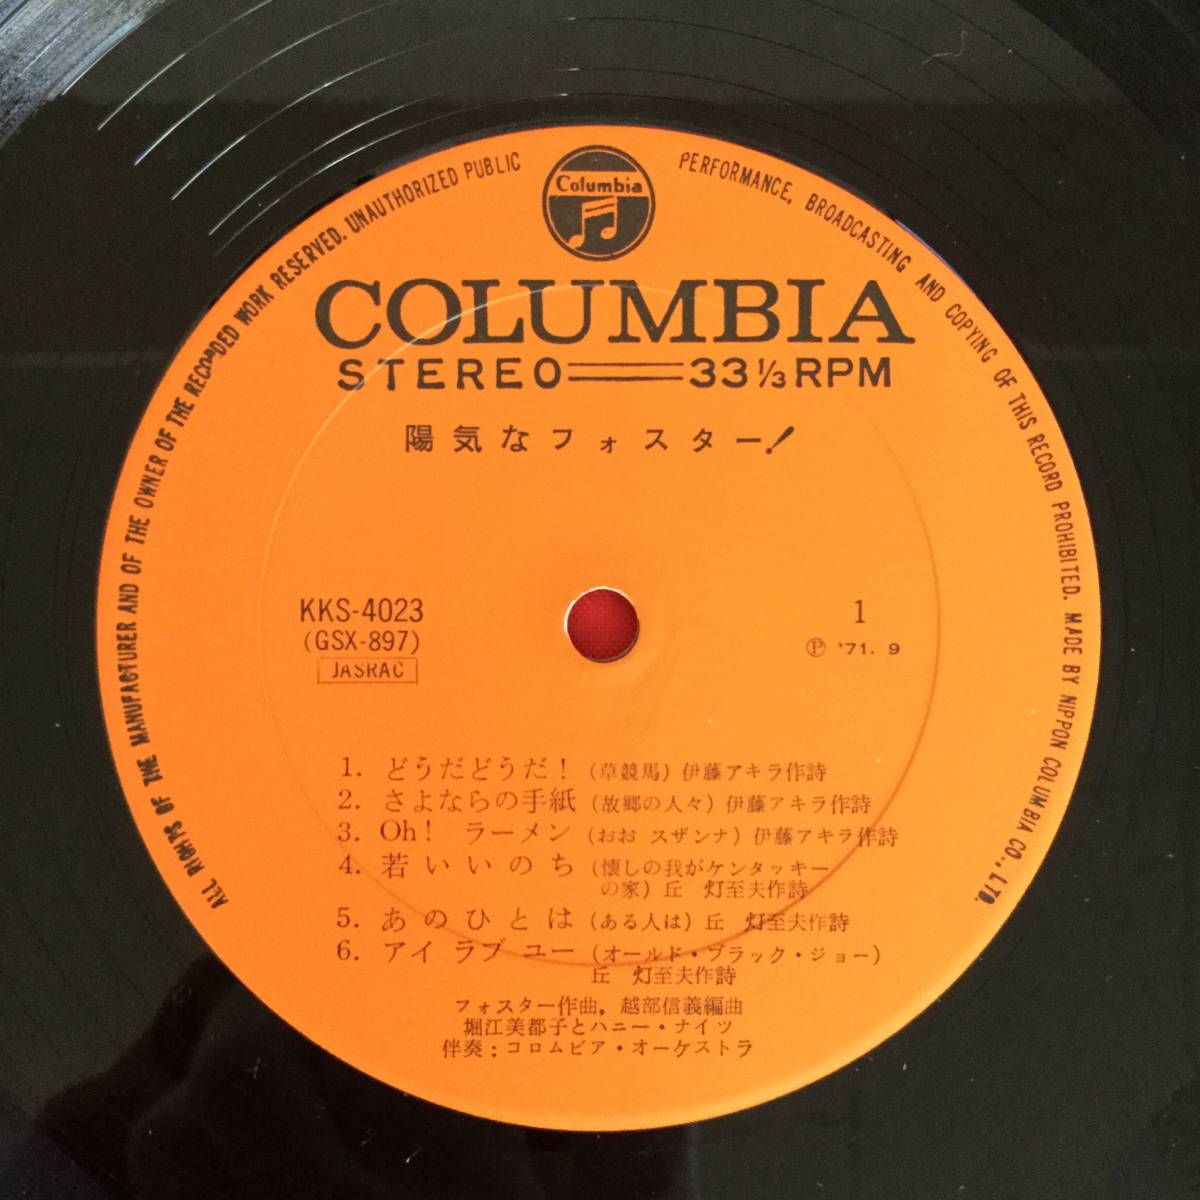 Columbia
ALL RIGHTS OF THE MANUFACTURER AND OF THE OWNER OF THE RECORDED WORK RESERVED. UNAUTHORIZED PUBLIC PERFORMANCE, BROADCASTING AND COPYING OF THIS RECORD PROHIBITED. MADE BY NIPPON COLUMBIA CO., LTD.
COLUMBIA
STEREO 33⅓ RPM
陽気なフォスター!
KKS-4023
(GSX-897)
JASRAC
1
Ⓟ '71. 9
1. どうだどうだ! (草競馬) 伊藤アキラ作詩
2. さよならの手紙 (故郷の人々) 伊藤アキラ作詩
3. Oh! ラーメン (おお スザンナ) 伊藤アキラ作詩
4. 若いいのち (懐しの我がケンタッキー
の家) 丘 灯至夫作詩
5. あのひとは (ある人は) 丘 灯至夫作詩
6. アイ ラブ ユー (オールド・ブラック・ジョー)
丘 灯至夫作詩
フォスター作曲, 越部信義編曲
堀江美都子とハニー・ナイツ
伴奏: コロムビア・オーケストラ